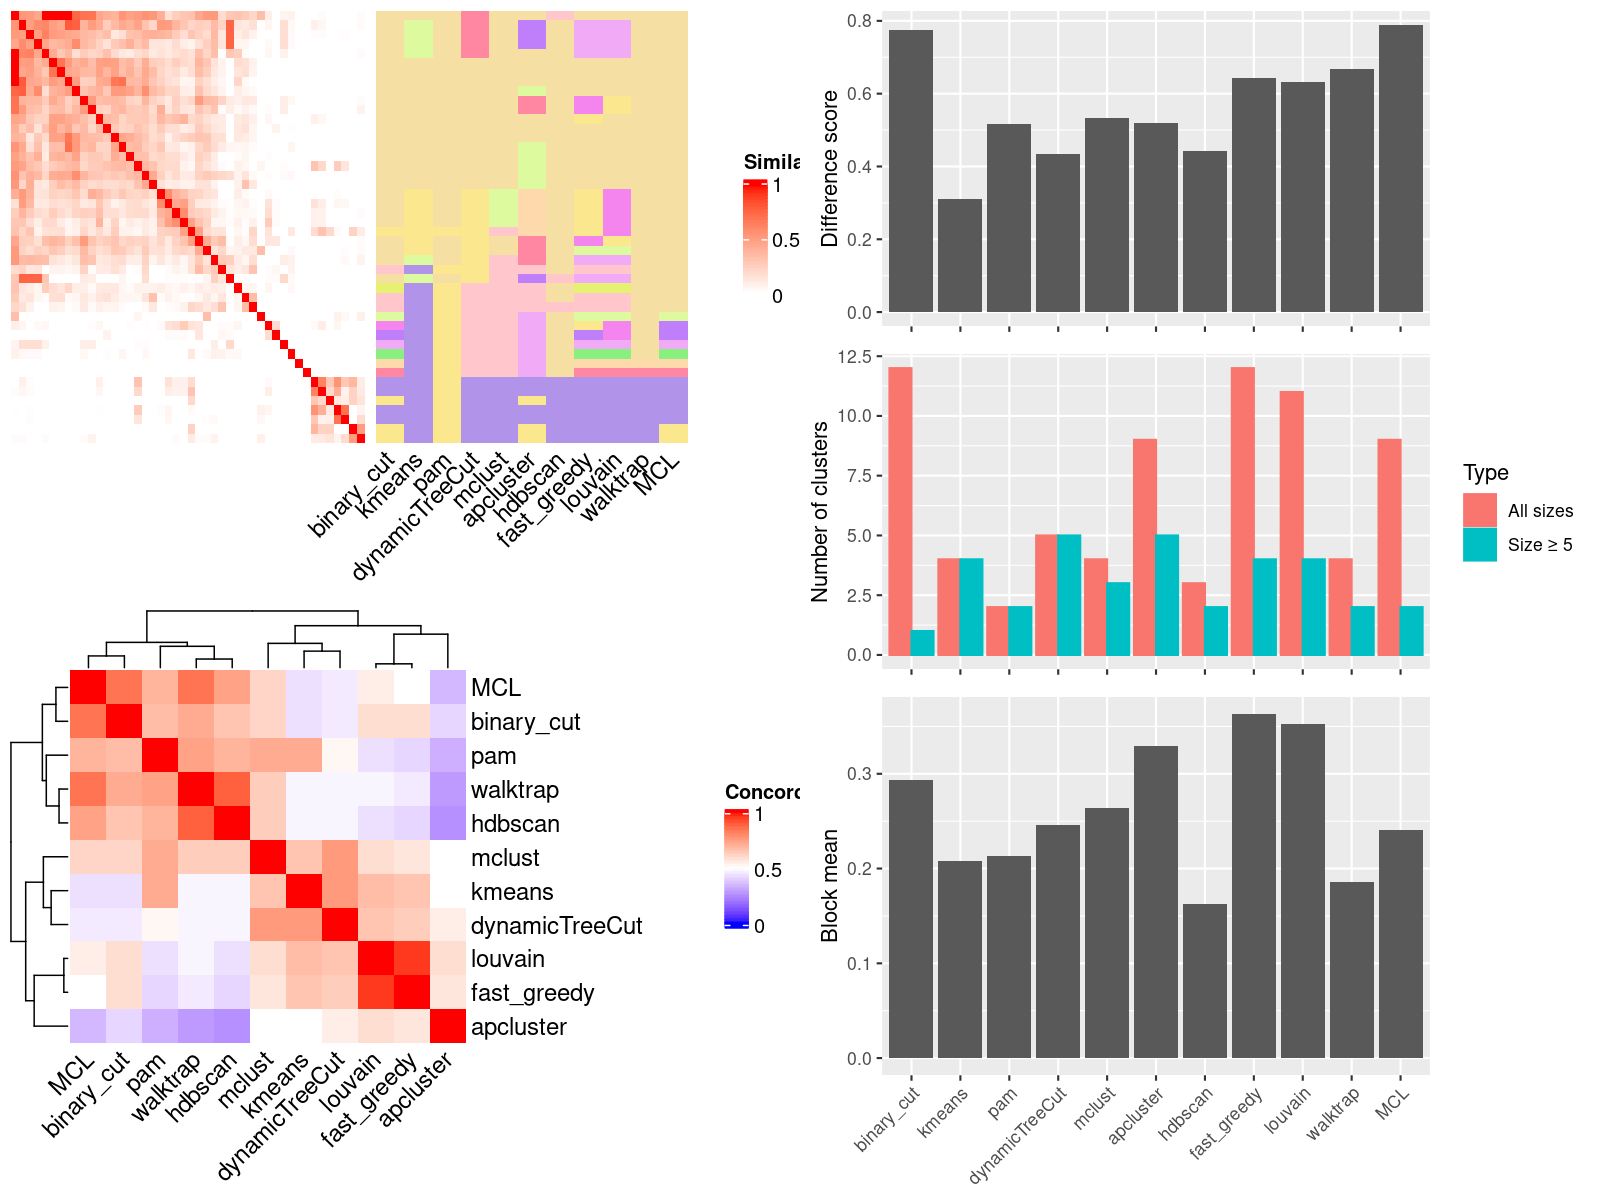 Simila
1
0.5
0
binary_cut
kmeans
pam
dynamicTreeCut
mclust
apcluster
hdbscan
fast_greedy
louvain
walktrap
MCL
MCL
binary_cut
pam
walktrap
hdbscan
mclust
kmeans
dynamicTreeCut
louvain
fast_greedy
apcluster
MCL
binary_cut
pam
walktrap
hdbscan
mclust
kmeans
dynamicTreeCut
louvain
fast_greedy
apcluster
Concord
1
0.5
0
Difference score
0.8
0.6
0.4
0.2
0.0
Number of clusters
12.5
10.0
7.5
5.0
2.5
0.0
Type
All sizes
Size ≥ 5
Block mean
0.3
0.2
0.1
0.0
binary_cut
kmeans
pam
dynamicTreeCut
mclust
apcluster
hdbscan
fast_greedy
louvain
walktrap
MCL